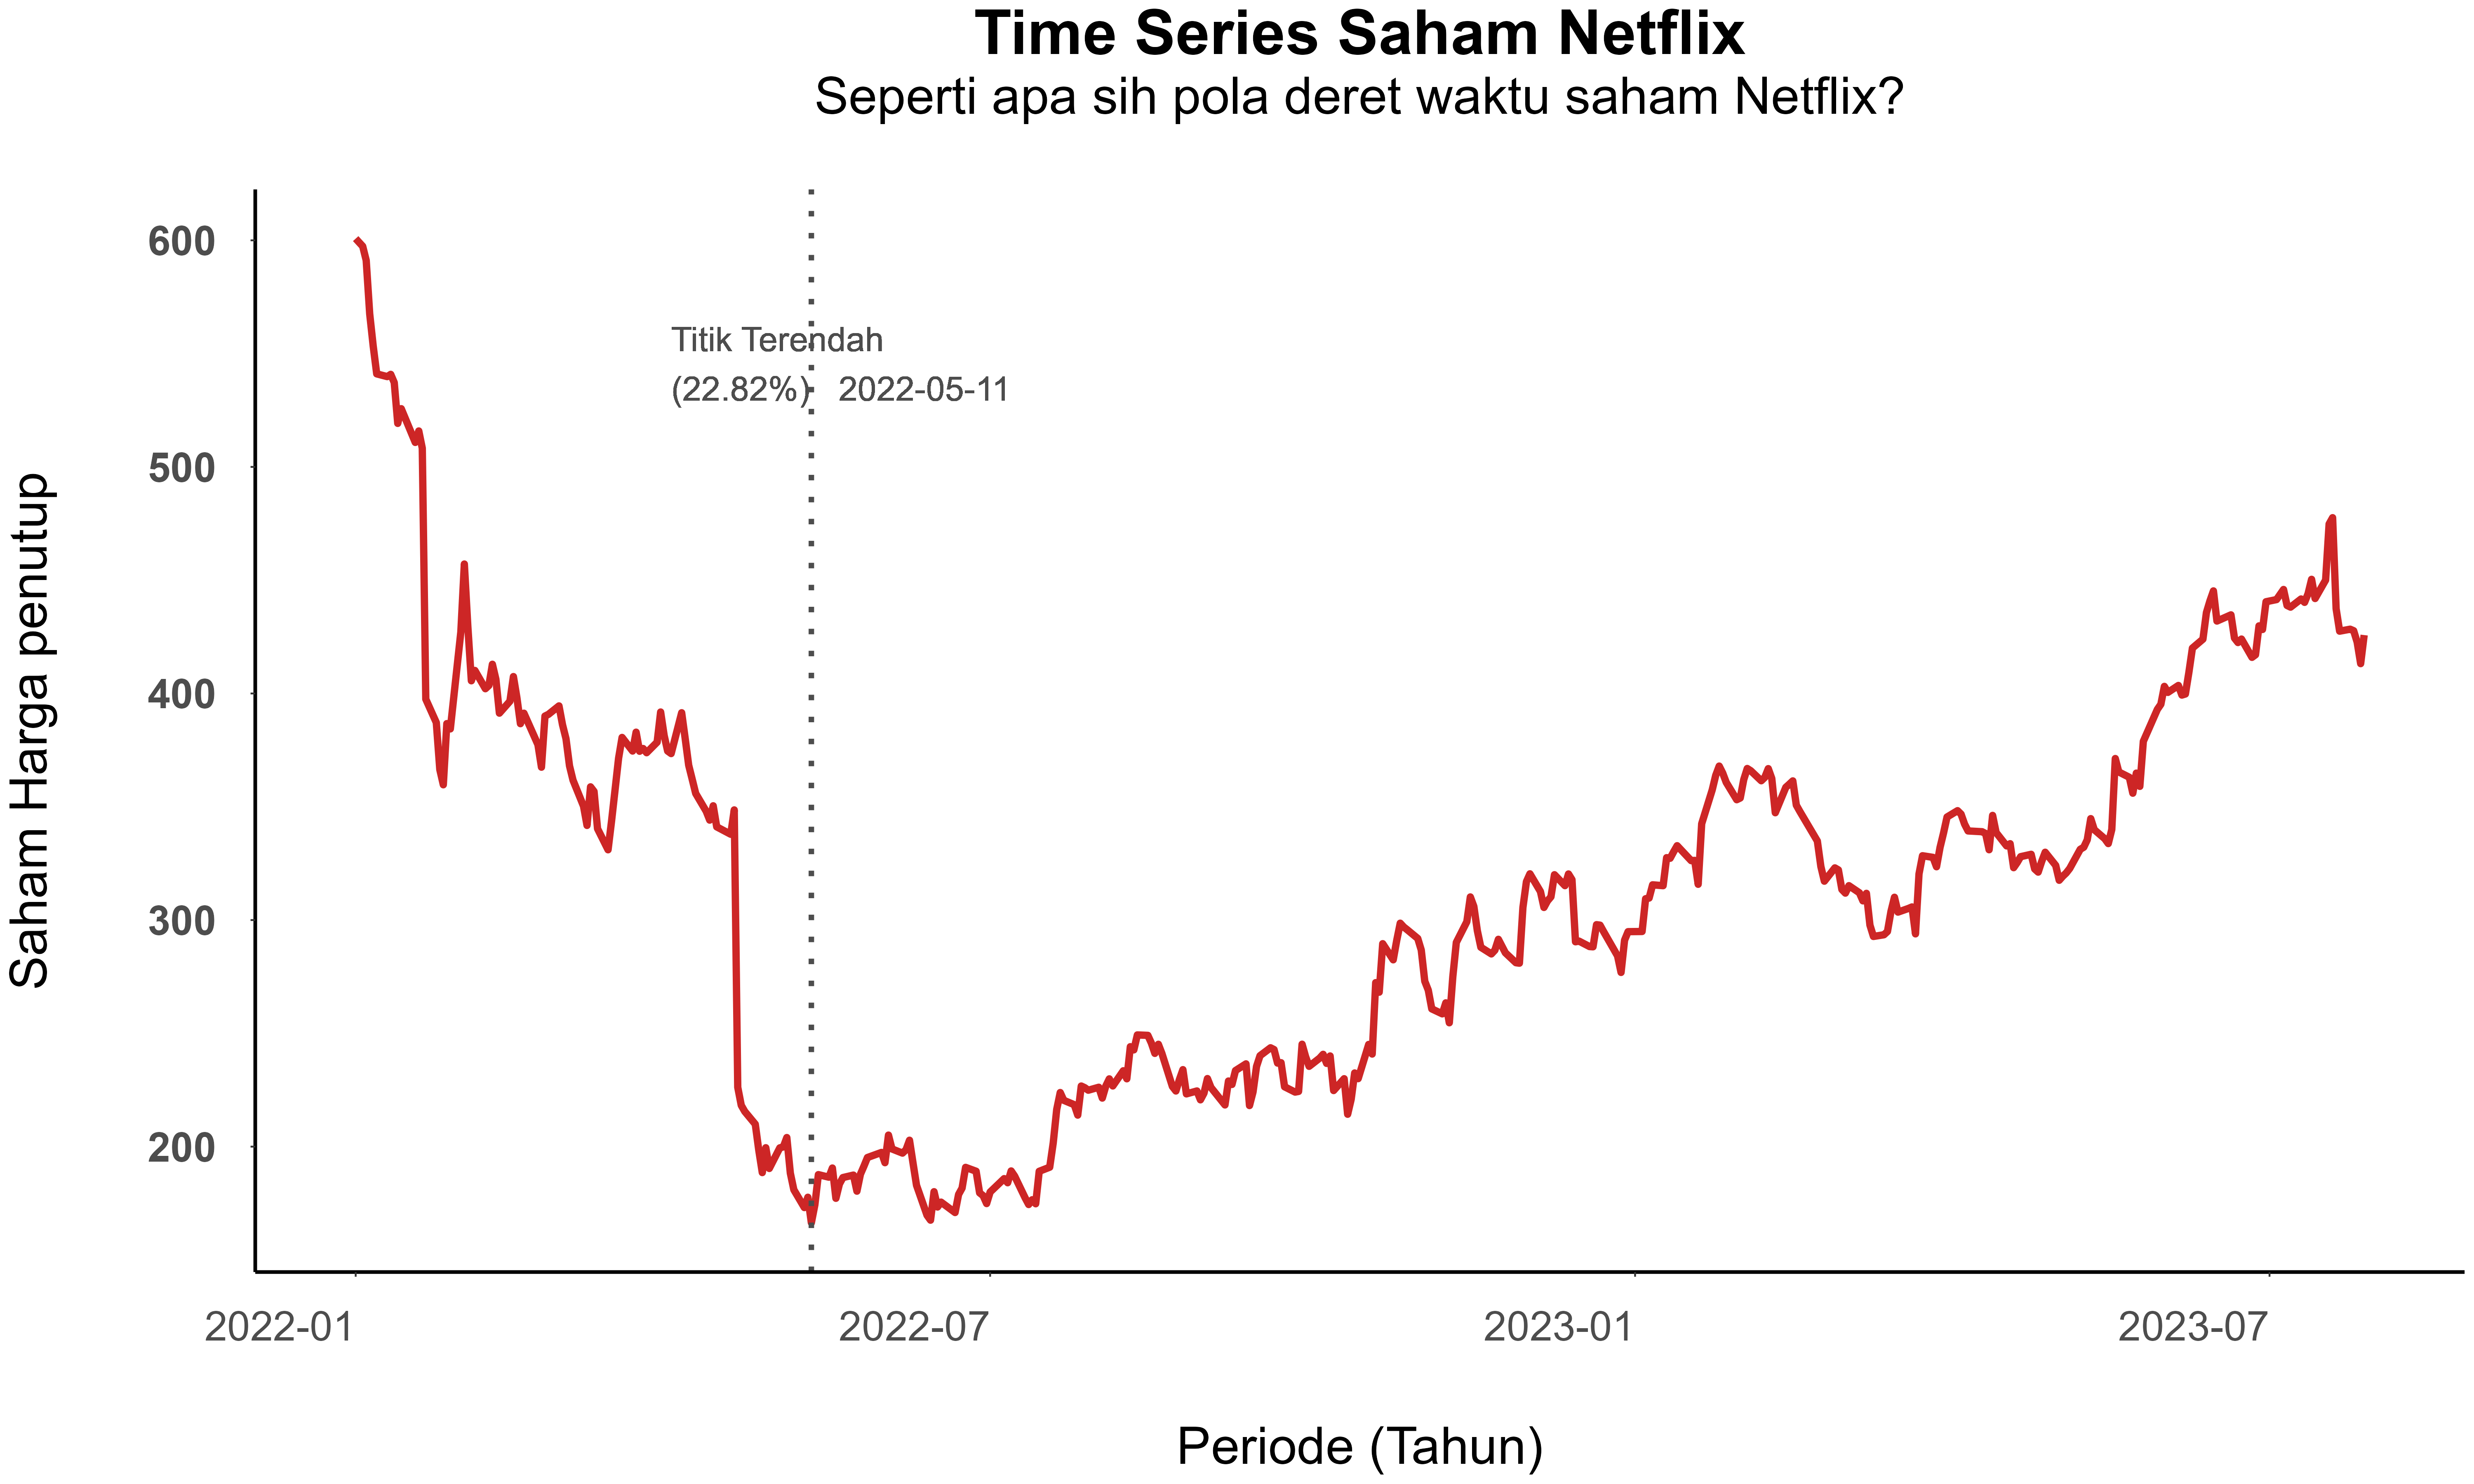 Time Series Saham Netflix
Seperti apa sih pola deret waktu saham Netflix?
600
Titik Terendah
(22.82%) 2022-05-11
500
Saham Harga penutup
400
300
200
2022-01 2022-07 2023-01 2023-07
Periode (Tahun)